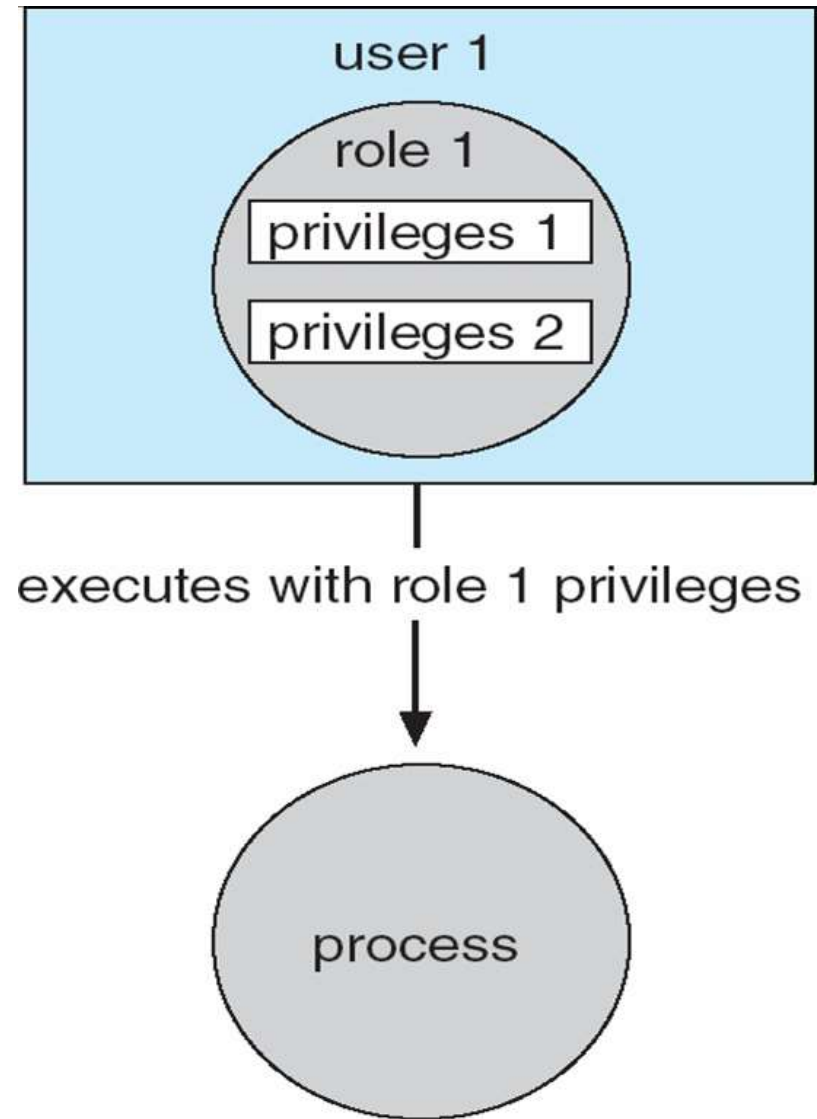 user 1
role 1
privileges 1
privileges 2
executes with role 1 privileges
process